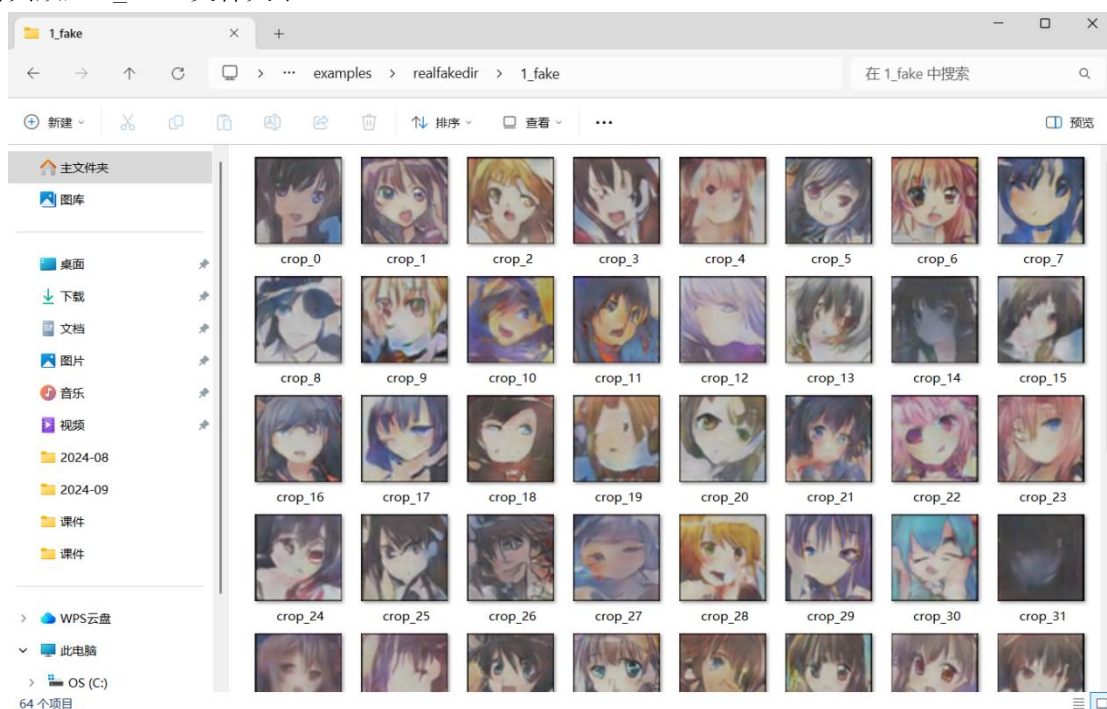 1_fake
examples > realfakedir > 1_fake
在 1_fake 中搜索
新建
排序
查看
预览
主文件夹
图库
桌面
下载
文档
图片
音乐
视频
2024-08
2024-09
课件
课件
WPS云盘
此电脑
OS (C:)
crop_0 crop_1 crop_2 crop_3 crop_4 crop_5 crop_6 crop_7
crop_8 crop_9 crop_10 crop_11 crop_12 crop_13 crop_14 crop_15
crop_16 crop_17 crop_18 crop_19 crop_20 crop_21 crop_22 crop_23
crop_24 crop_25 crop_26 crop_27 crop_28 crop_29 crop_30 crop_31
64 个项目